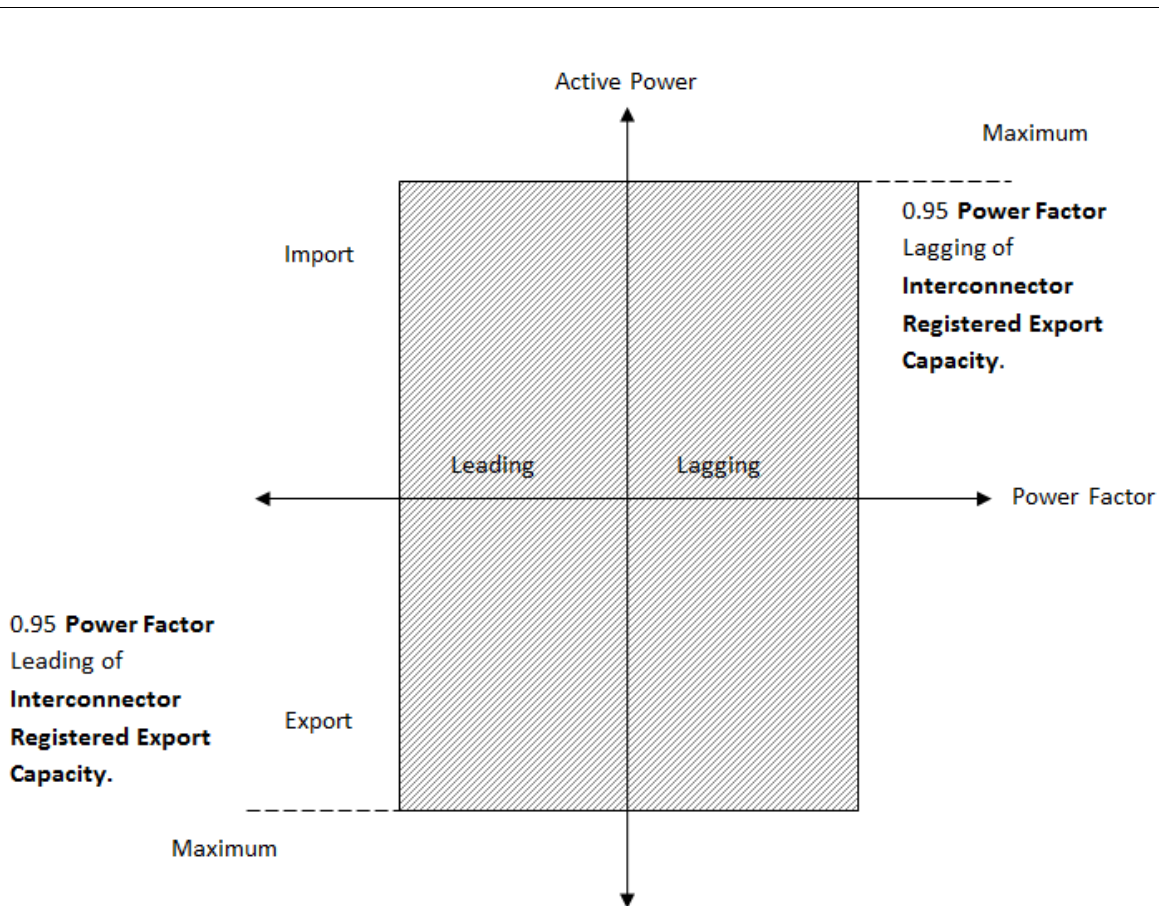 Active Power
Maximum
0.95 Power Factor
Lagging of
Interconnector
Registered Export
Capacity.
Import
Leading
Lagging
Power Factor
0.95 Power Factor
Leading of
Interconnector
Registered Export
Capacity.
Export
Maximum